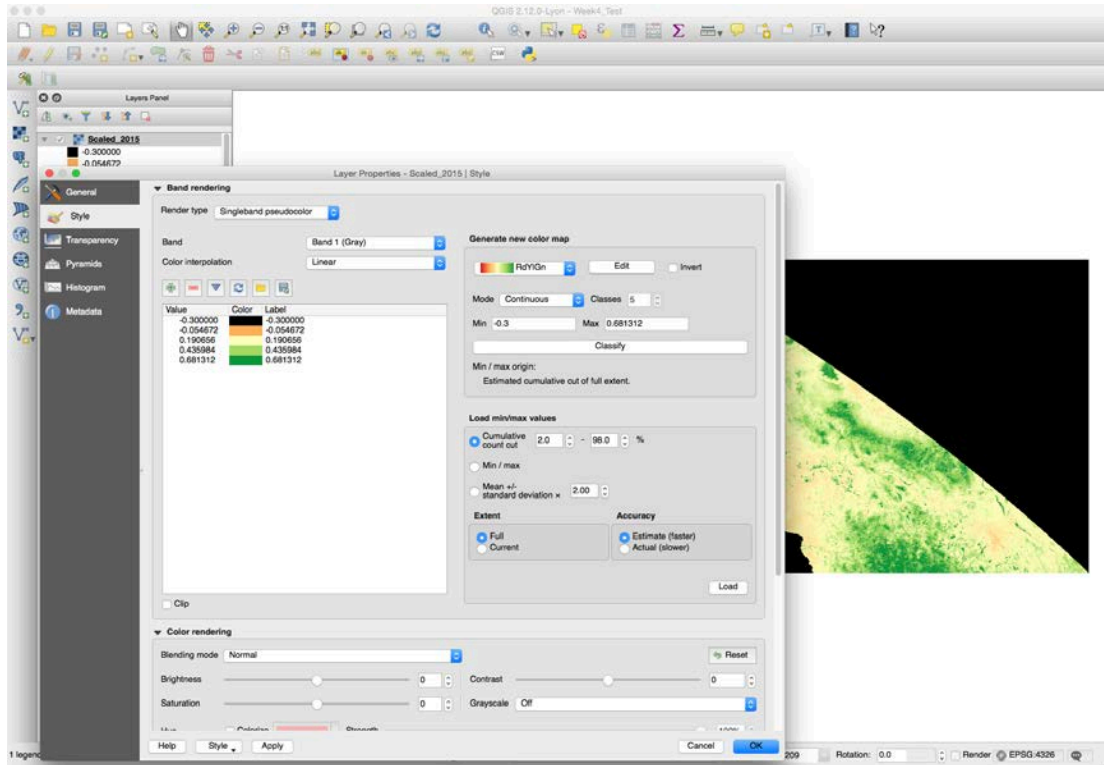 QGIS 2.12.0-Lyon - Week4_Test
Layers Panel
Scaled_2015
-0.300000
-0.054672
Layer Properties - Scaled_2015 | Style
General
Style
Transparency
Pyramids
Histogram
Metadata
Band rendering
Render type Singleband pseudocolor
Band Band 1 (Gray)
Color interpolation Linear
Value Color Label
-0.300000 -0.300000
-0.054672 -0.054672
0.190656 0.190656
0.435984 0.435984
0.681312 0.681312
Clip
Generate new color map
RdYlGn Edit Invert
Mode Continuous Classes 5
Min -0.3 Max 0.681312
Classify
Min / max origin:
Estimated cumulative cut of full extent.
Load min/max values
Cumulative count cut 2.0 - 98.0 %
Min / max
Mean +/-
standard deviation × 2.00
Extent Accuracy
Full Estimate (faster)
Current Actual (slower)
Load
Color rendering
Blending mode Normal Reset
Brightness 0 Contrast 0
Saturation 0 Grayscale Off
Hue Colorize Strength 100%
Help Style Apply Cancel OK
1 legend
209 Rotation: 0.0 Render EPSG:4326